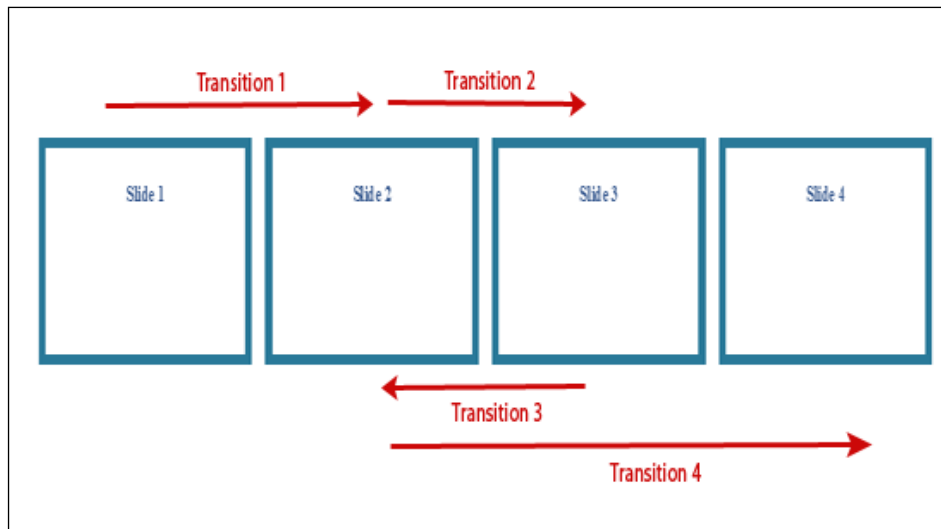 Transition 1
Transition 2
Slide 1
Slide 2
Slide 3
Slide 4
Transition 3
Transition 4